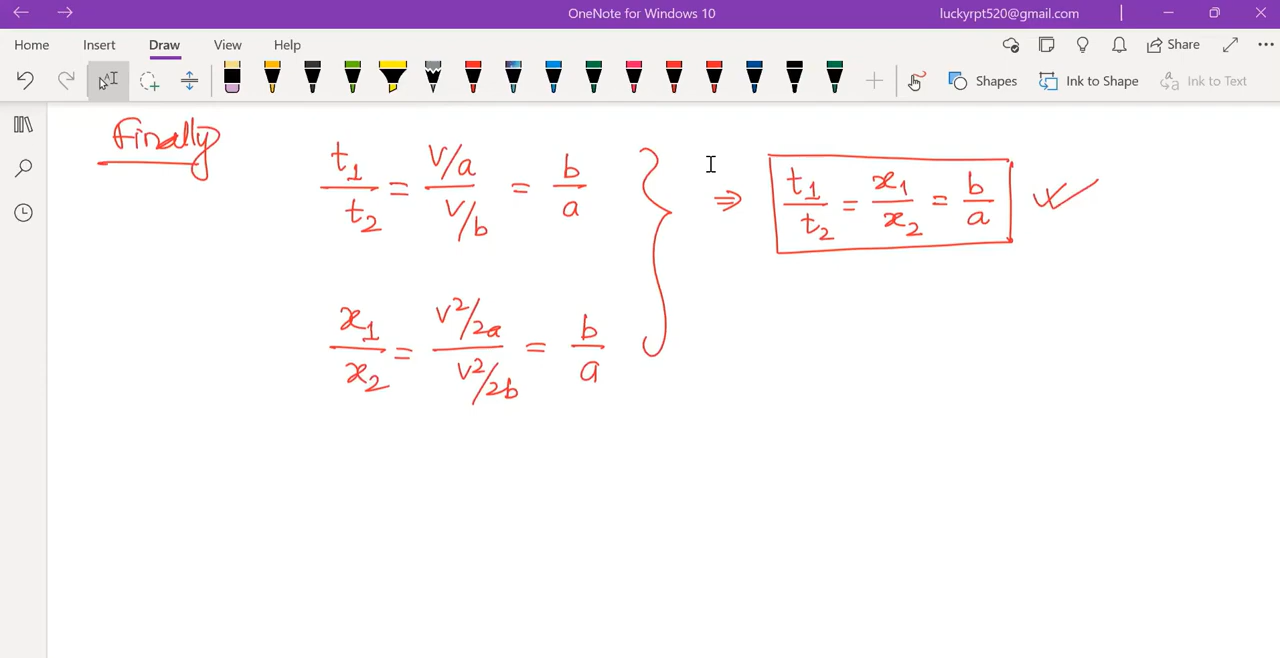 OneNote for Windows 10
luckyrpt520@gmail.com
Home Insert Draw View Help
Share
Shapes
Ink to Shape
Ink to Text
Finally
t₁/t₂ = (v/a)/(v/b) = b/a
⇒ t₁/t₂ = x₁/x₂ = b/a
x₁/x₂ = (v²/2a)/(v²/2b) = b/a